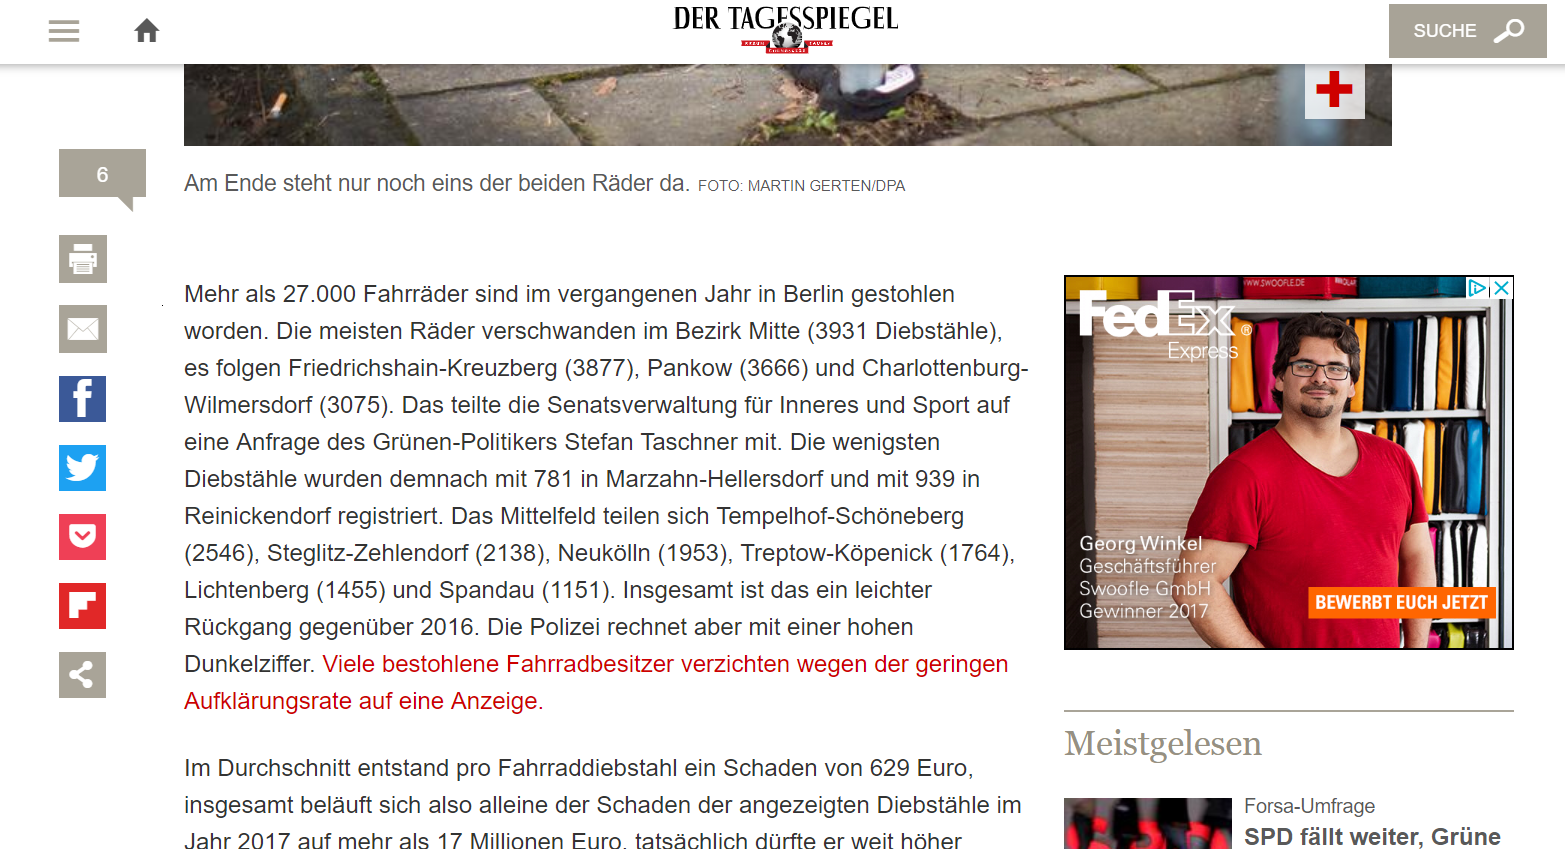 DER TAGESSPIEGEL
SUCHE
6
Am Ende steht nur noch eins der beiden Räder da. FOTO: MARTIN GERTEN/DPA
Mehr als 27.000 Fahrräder sind im vergangenen Jahr in Berlin gestohlen
worden. Die meisten Räder verschwanden im Bezirk Mitte (3931 Diebstähle),
es folgen Friedrichshain-Kreuzberg (3877), Pankow (3666) und Charlottenburg-
Wilmersdorf (3075). Das teilte die Senatsverwaltung für Inneres und Sport auf
eine Anfrage des Grünen-Politikers Stefan Taschner mit. Die wenigsten
Diebstähle wurden demnach mit 781 in Marzahn-Hellersdorf und mit 939 in
Reinickendorf registriert. Das Mittelfeld teilen sich Tempelhof-Schöneberg
(2546), Steglitz-Zehlendorf (2138), Neukölln (1953), Treptow-Köpenick (1764),
Lichtenberg (1455) und Spandau (1151). Insgesamt ist das ein leichter
Rückgang gegenüber 2016. Die Polizei rechnet aber mit einer hohen
Dunkelziffer. Viele bestohlene Fahrradbesitzer verzichten wegen der geringen
Aufklärungsrate auf eine Anzeige.
Im Durchschnitt entstand pro Fahrraddiebstahl ein Schaden von 629 Euro,
insgesamt beläuft sich also alleine der Schaden der angezeigten Diebstähle im
Jahr 2017 auf mehr als 17 Millionen Euro, tatsächlich dürfte er weit höher
WWW.SWOOFLE.DE
FedEx®
Express
Georg Winkel
Geschäftsführer
Swoofle GmbH
Gewinner 2017
BEWERBT EUCH JETZT
Meistgelesen
Forsa-Umfrage
SPD fällt weiter, Grüne